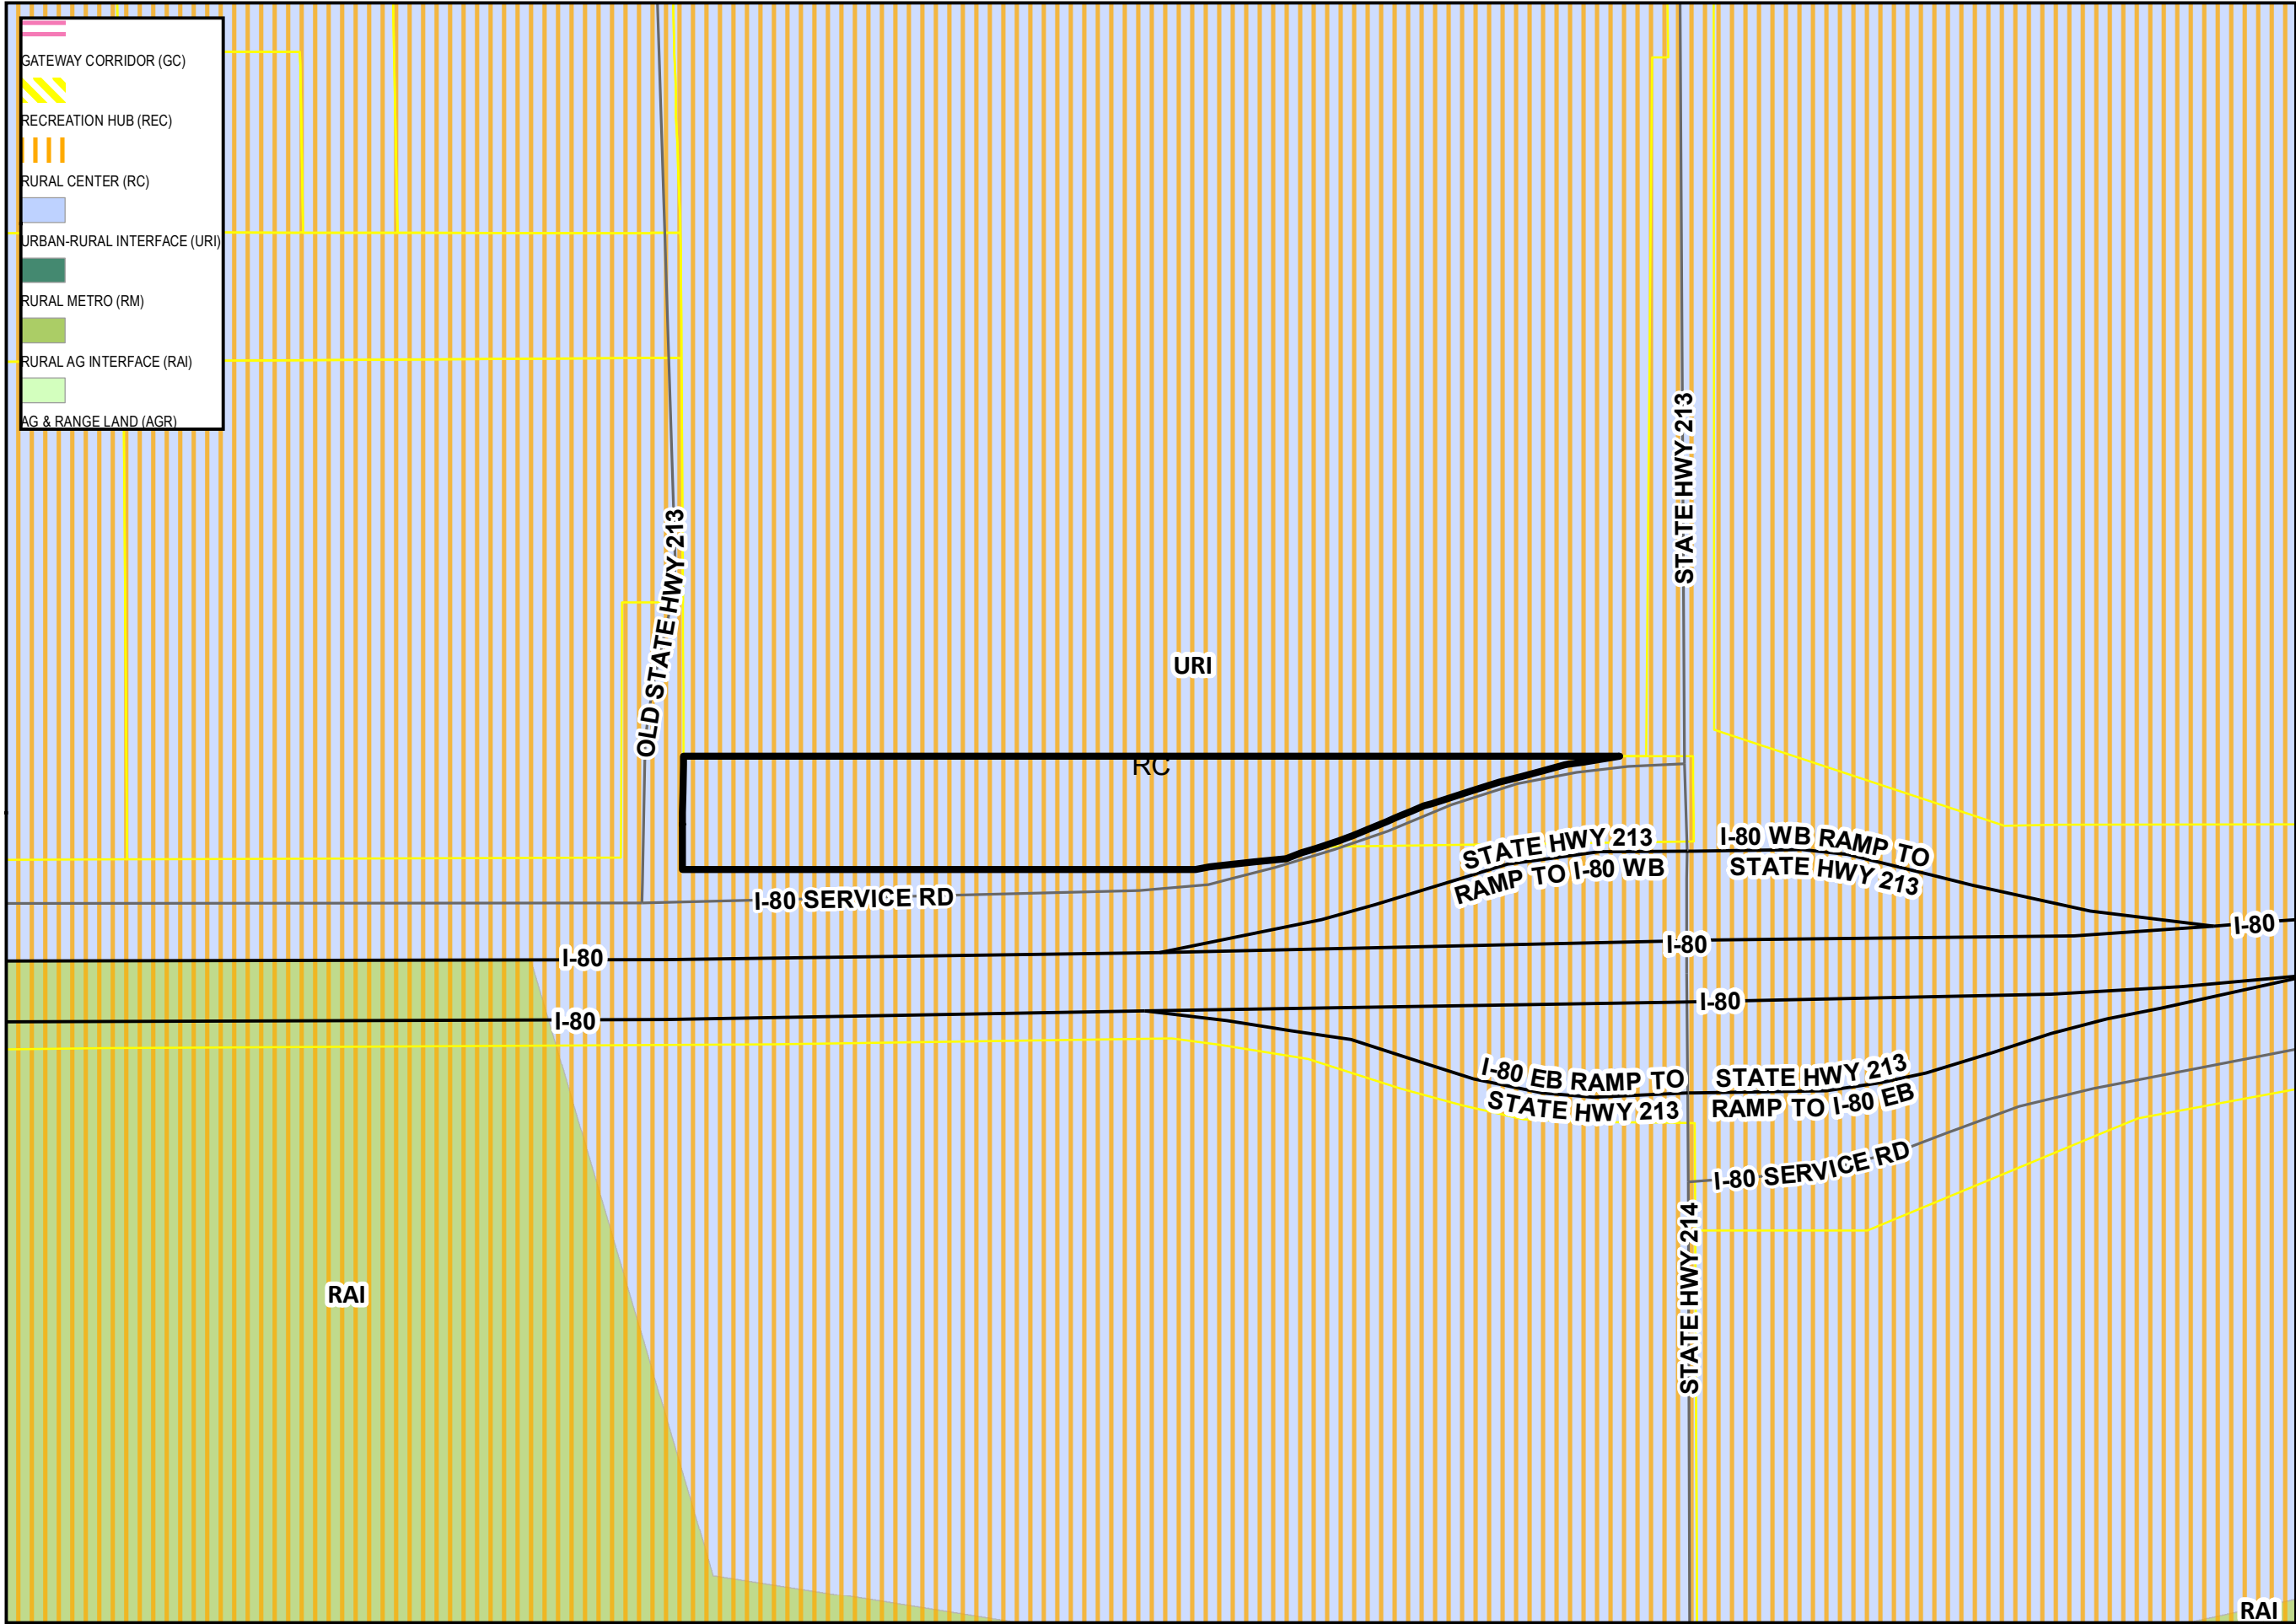 GATEWAY CORRIDOR (GC)
RECREATION HUB (REC)
RURAL CENTER (RC)
URBAN-RURAL INTERFACE (URI)
RURAL METRO (RM)
RURAL AG INTERFACE (RAI)
AG & RANGE LAND (AGR)
STATE HWY 213
OLD STATE HWY 213
URI
RC
STATE HWY 213
RAMP TO I-80 WB
I-80 WB RAMP TO
STATE HWY 213
I-80 SERVICE RD
I-80
I-80
I-80
I-80
I-80
I-80 EB RAMP TO
STATE HWY 213
STATE HWY 213
RAMP TO I-80 EB
I-80 SERVICE RD
STATE HWY 214
RAI
RAI